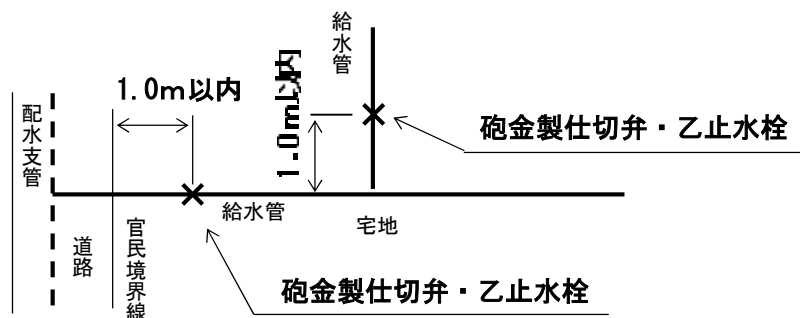 給水管
1.0m以内
1.0m以内
配水支管
砲金製仕切弁・乙止水栓
給水管
宅地
道路
官民境界線
砲金製仕切弁・乙止水栓